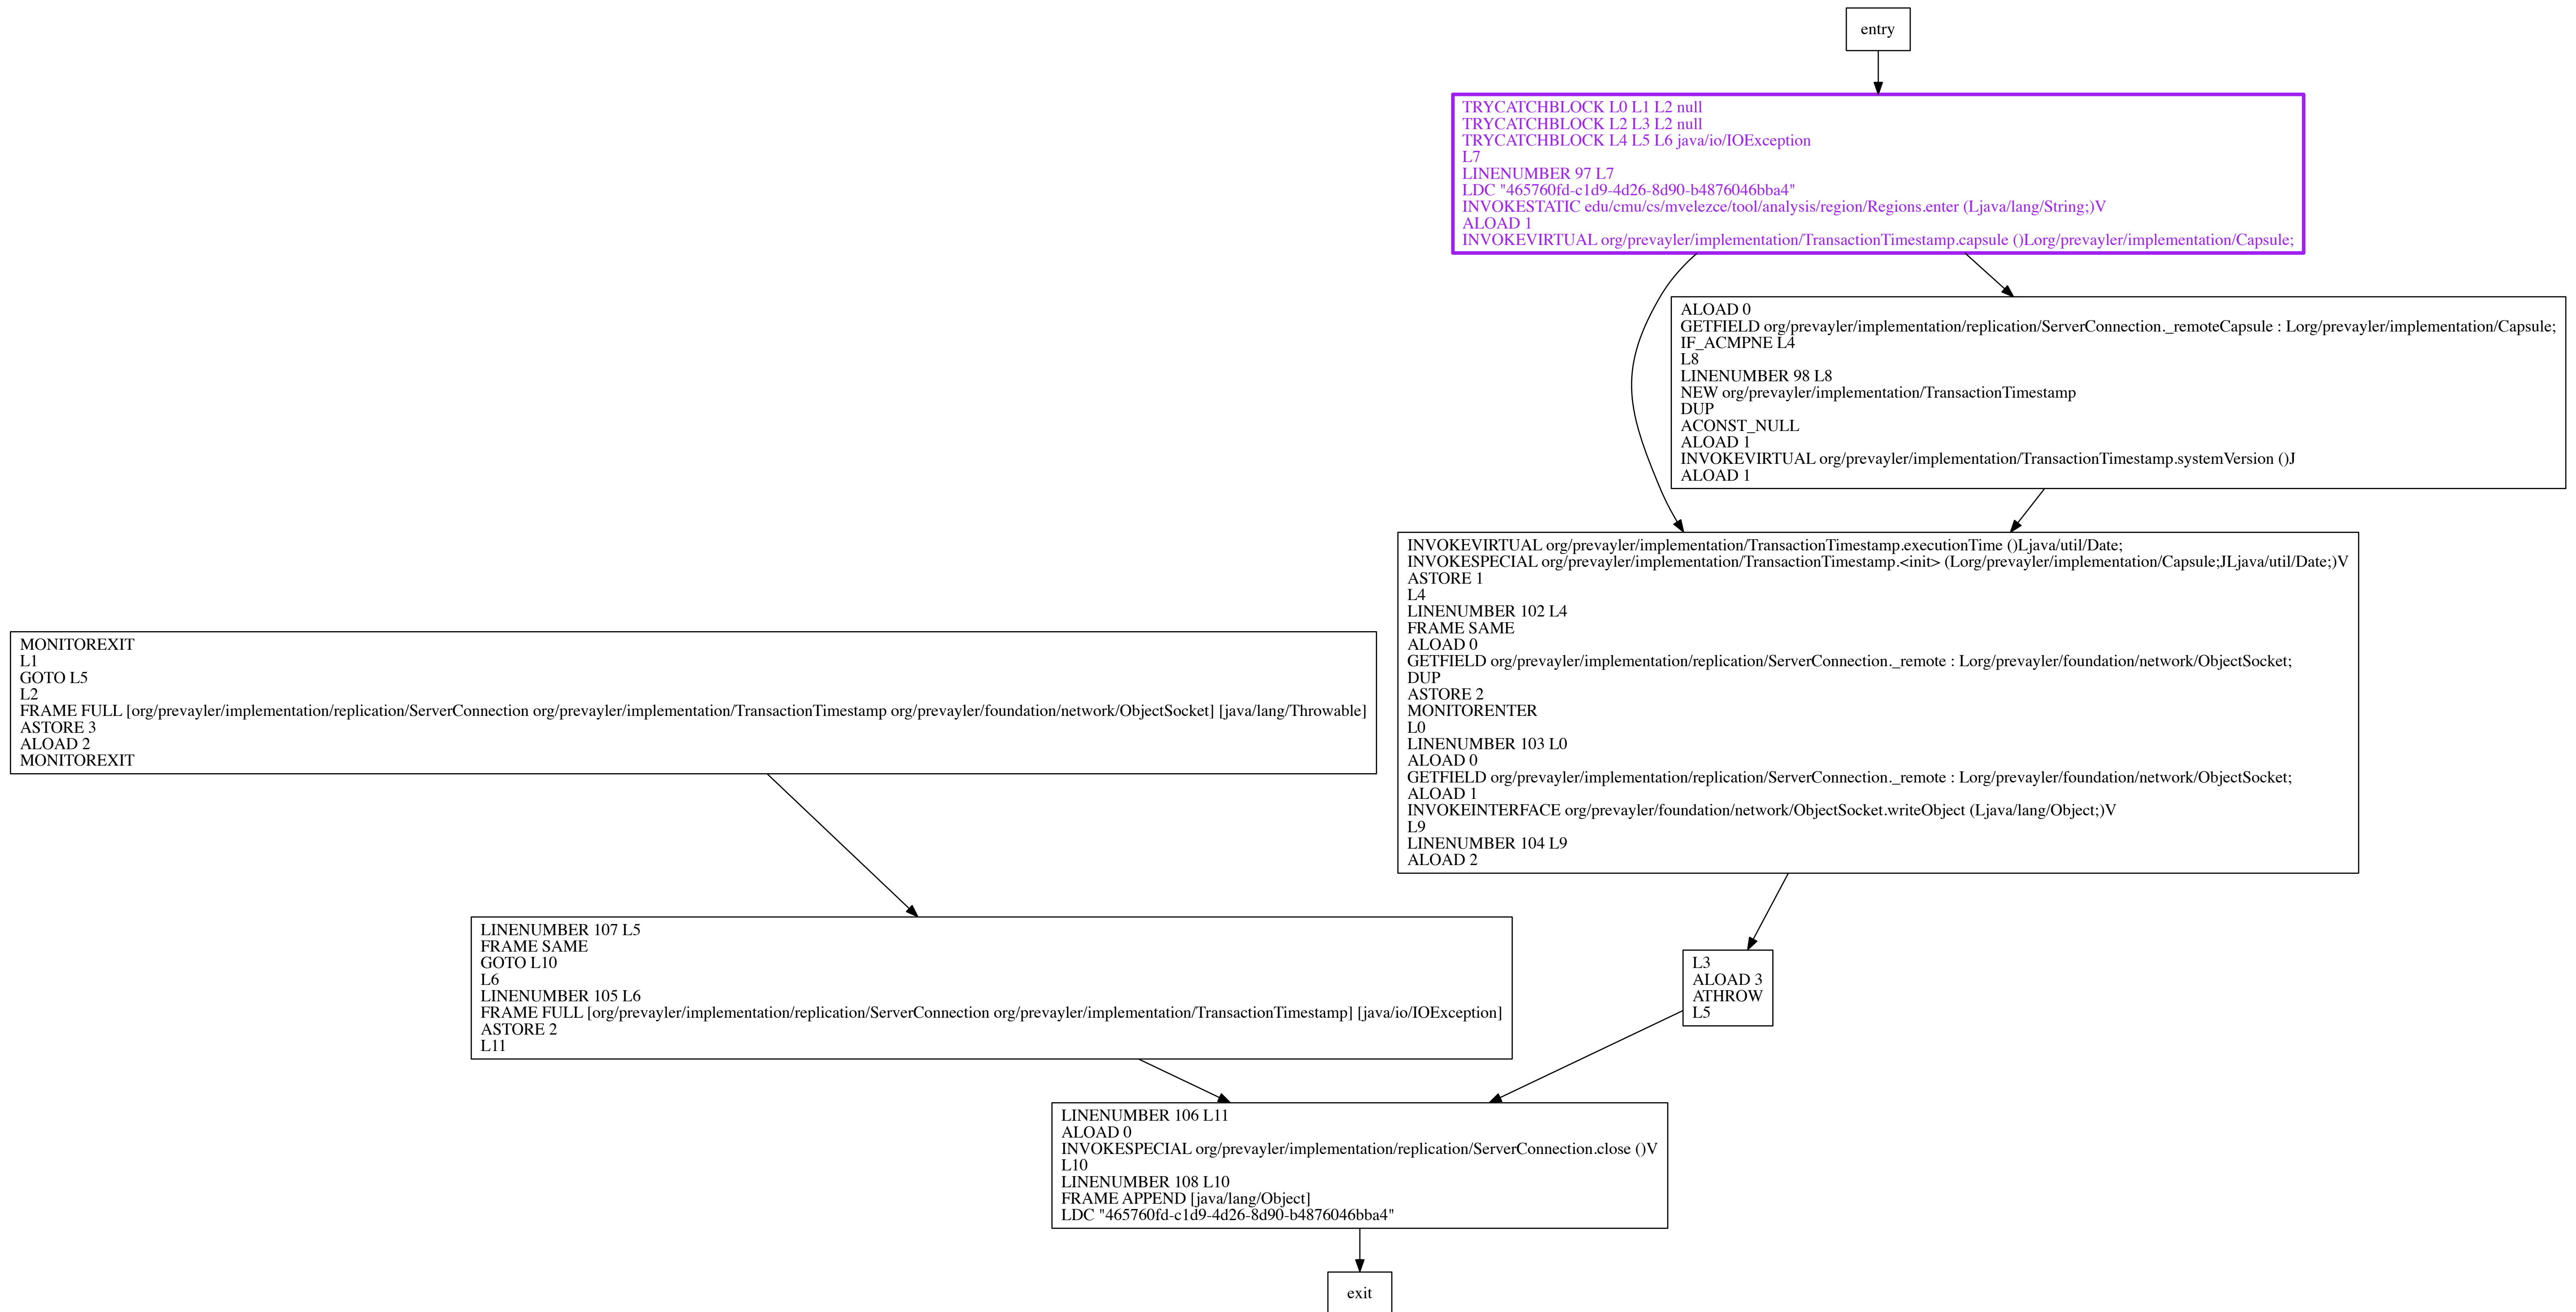 entry
TRYCATCHBLOCK L0 L1 L2 null
TRYCATCHBLOCK L2 L3 L2 null
TRYCATCHBLOCK L4 L5 L6 java/io/IOException
L7
LINENUMBER 97 L7
LDC "465760fd-c1d9-4d26-8d90-b4876046bba4"
INVOKESTATIC edu/cmu/cs/mvelezce/tool/analysis/region/Regions.enter (Ljava/lang/String;)V
ALOAD 1
INVOKEVIRTUAL org/prevayler/implementation/TransactionTimestamp.capsule ()Lorg/prevayler/implementation/Capsule;
ALOAD 0
GETFIELD org/prevayler/implementation/replication/ServerConnection._remoteCapsule : Lorg/prevayler/implementation/Capsule;
IF_ACMPNE L4
L8
LINENUMBER 98 L8
NEW org/prevayler/implementation/TransactionTimestamp
DUP
ACONST_NULL
ALOAD 1
INVOKEVIRTUAL org/prevayler/implementation/TransactionTimestamp.systemVersion ()J
ALOAD 1
INVOKEVIRTUAL org/prevayler/implementation/TransactionTimestamp.executionTime ()Ljava/util/Date;
INVOKESPECIAL org/prevayler/implementation/TransactionTimestamp.<init> (Lorg/prevayler/implementation/Capsule;JLjava/util/Date;)V
ASTORE 1
L4
LINENUMBER 102 L4
FRAME SAME
ALOAD 0
GETFIELD org/prevayler/implementation/replication/ServerConnection._remote : Lorg/prevayler/foundation/network/ObjectSocket;
DUP
ASTORE 2
MONITORENTER
L0
LINENUMBER 103 L0
ALOAD 0
GETFIELD org/prevayler/implementation/replication/ServerConnection._remote : Lorg/prevayler/foundation/network/ObjectSocket;
ALOAD 1
INVOKEINTERFACE org/prevayler/foundation/network/ObjectSocket.writeObject (Ljava/lang/Object;)V
L9
LINENUMBER 104 L9
ALOAD 2
MONITOREXIT
L1
GOTO L5
L2
FRAME FULL [org/prevayler/implementation/replication/ServerConnection org/prevayler/implementation/TransactionTimestamp org/prevayler/foundation/network/ObjectSocket] [java/lang/Throwable]
ASTORE 3
ALOAD 2
MONITOREXIT
LINENUMBER 107 L5
FRAME SAME
GOTO L10
L6
LINENUMBER 105 L6
FRAME FULL [org/prevayler/implementation/replication/ServerConnection org/prevayler/implementation/TransactionTimestamp] [java/io/IOException]
ASTORE 2
L11
L3
ALOAD 3
ATHROW
L5
LINENUMBER 106 L11
ALOAD 0
INVOKESPECIAL org/prevayler/implementation/replication/ServerConnection.close ()V
L10
LINENUMBER 108 L10
FRAME APPEND [java/lang/Object]
LDC "465760fd-c1d9-4d26-8d90-b4876046bba4"
exit